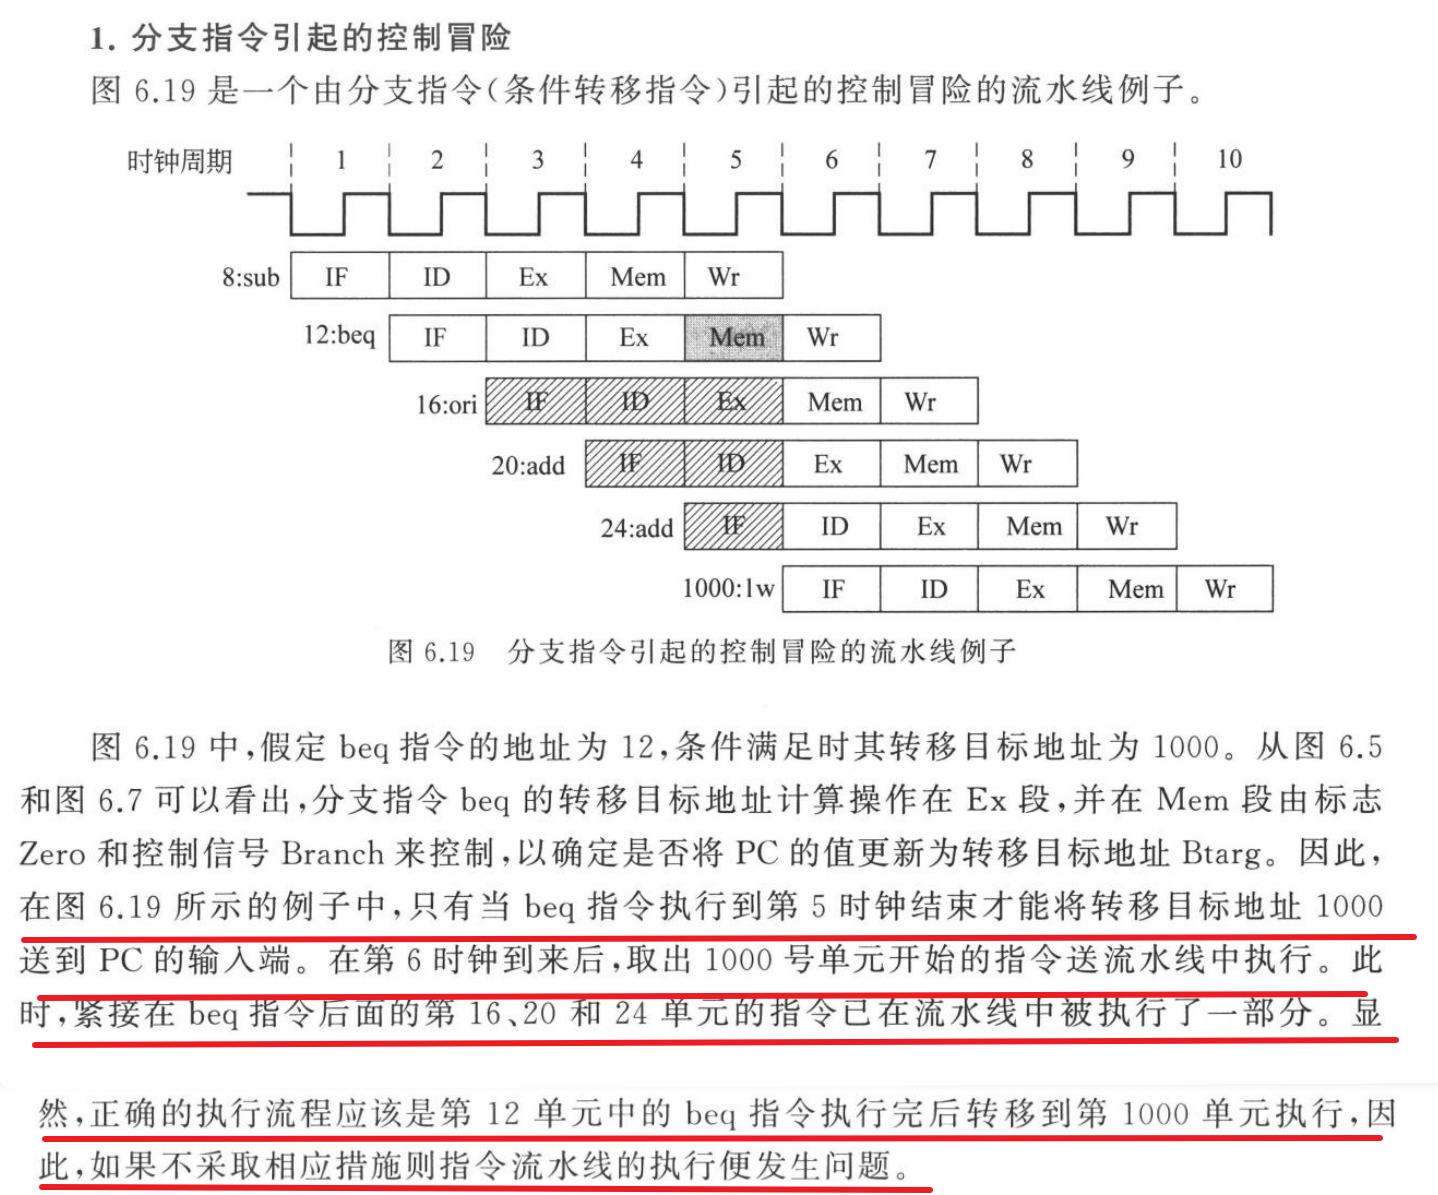 1. 分支指令引起的控制冒险
图 6.19 是一个由分支指令(条件转移指令)引起的控制冒险的流水线例子。
时钟周期 1 2 3 4 5 6 7 8 9 10
8:sub IF ID Ex Mem Wr
12:beq IF ID Ex Mem Wr
16:ori IF ID Ex Mem Wr
20:add IF ID Ex Mem Wr
24:add IF ID Ex Mem Wr
1000:lw IF ID Ex Mem Wr
图 6.19 分支指令引起的控制冒险的流水线例子
图 6.19 中,假定 beq 指令的地址为 12,条件满足时其转移目标地址为 1000。从图 6.5
和图 6.7 可以看出,分支指令 beq 的转移目标地址计算操作在 Ex 段,并在 Mem 段由标志
Zero 和控制信号 Branch 来控制,以确定是否将 PC 的值更新为转移目标地址 Btarg。因此,
在图 6.19 所示的例子中,只有当 beq 指令执行到第 5 时钟结束才能将转移目标地址 1000
送到 PC 的输入端。在第 6 时钟到来后,取出 1000 号单元开始的指令送流水线中执行。此
时,紧接在 beq 指令后面的第 16、20 和 24 单元的指令已在流水线中被执行了一部分。显
然,正确的执行流程应该是第 12 单元中的 beq 指令执行完后转移到第 1000 单元执行,因
此,如果不采取相应措施则指令流水线的执行便发生问题。